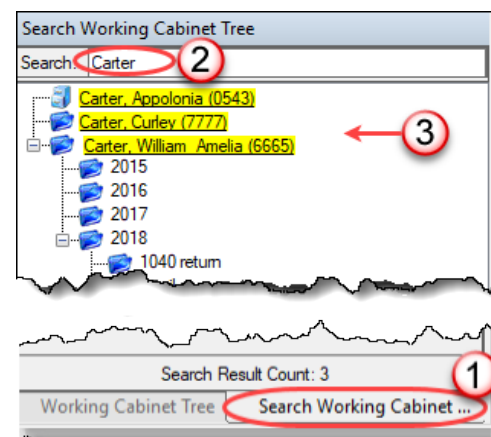 Search Working Cabinet Tree
Search: Carter 2
Carter, Appolonia (0543)
Carter, Curley (7777)
3
Carter, William Amelia (6665)
2015
2016
2017
2018
1040 return
Search Result Count: 3
1
Working Cabinet Tree Search Working Cabinet ...